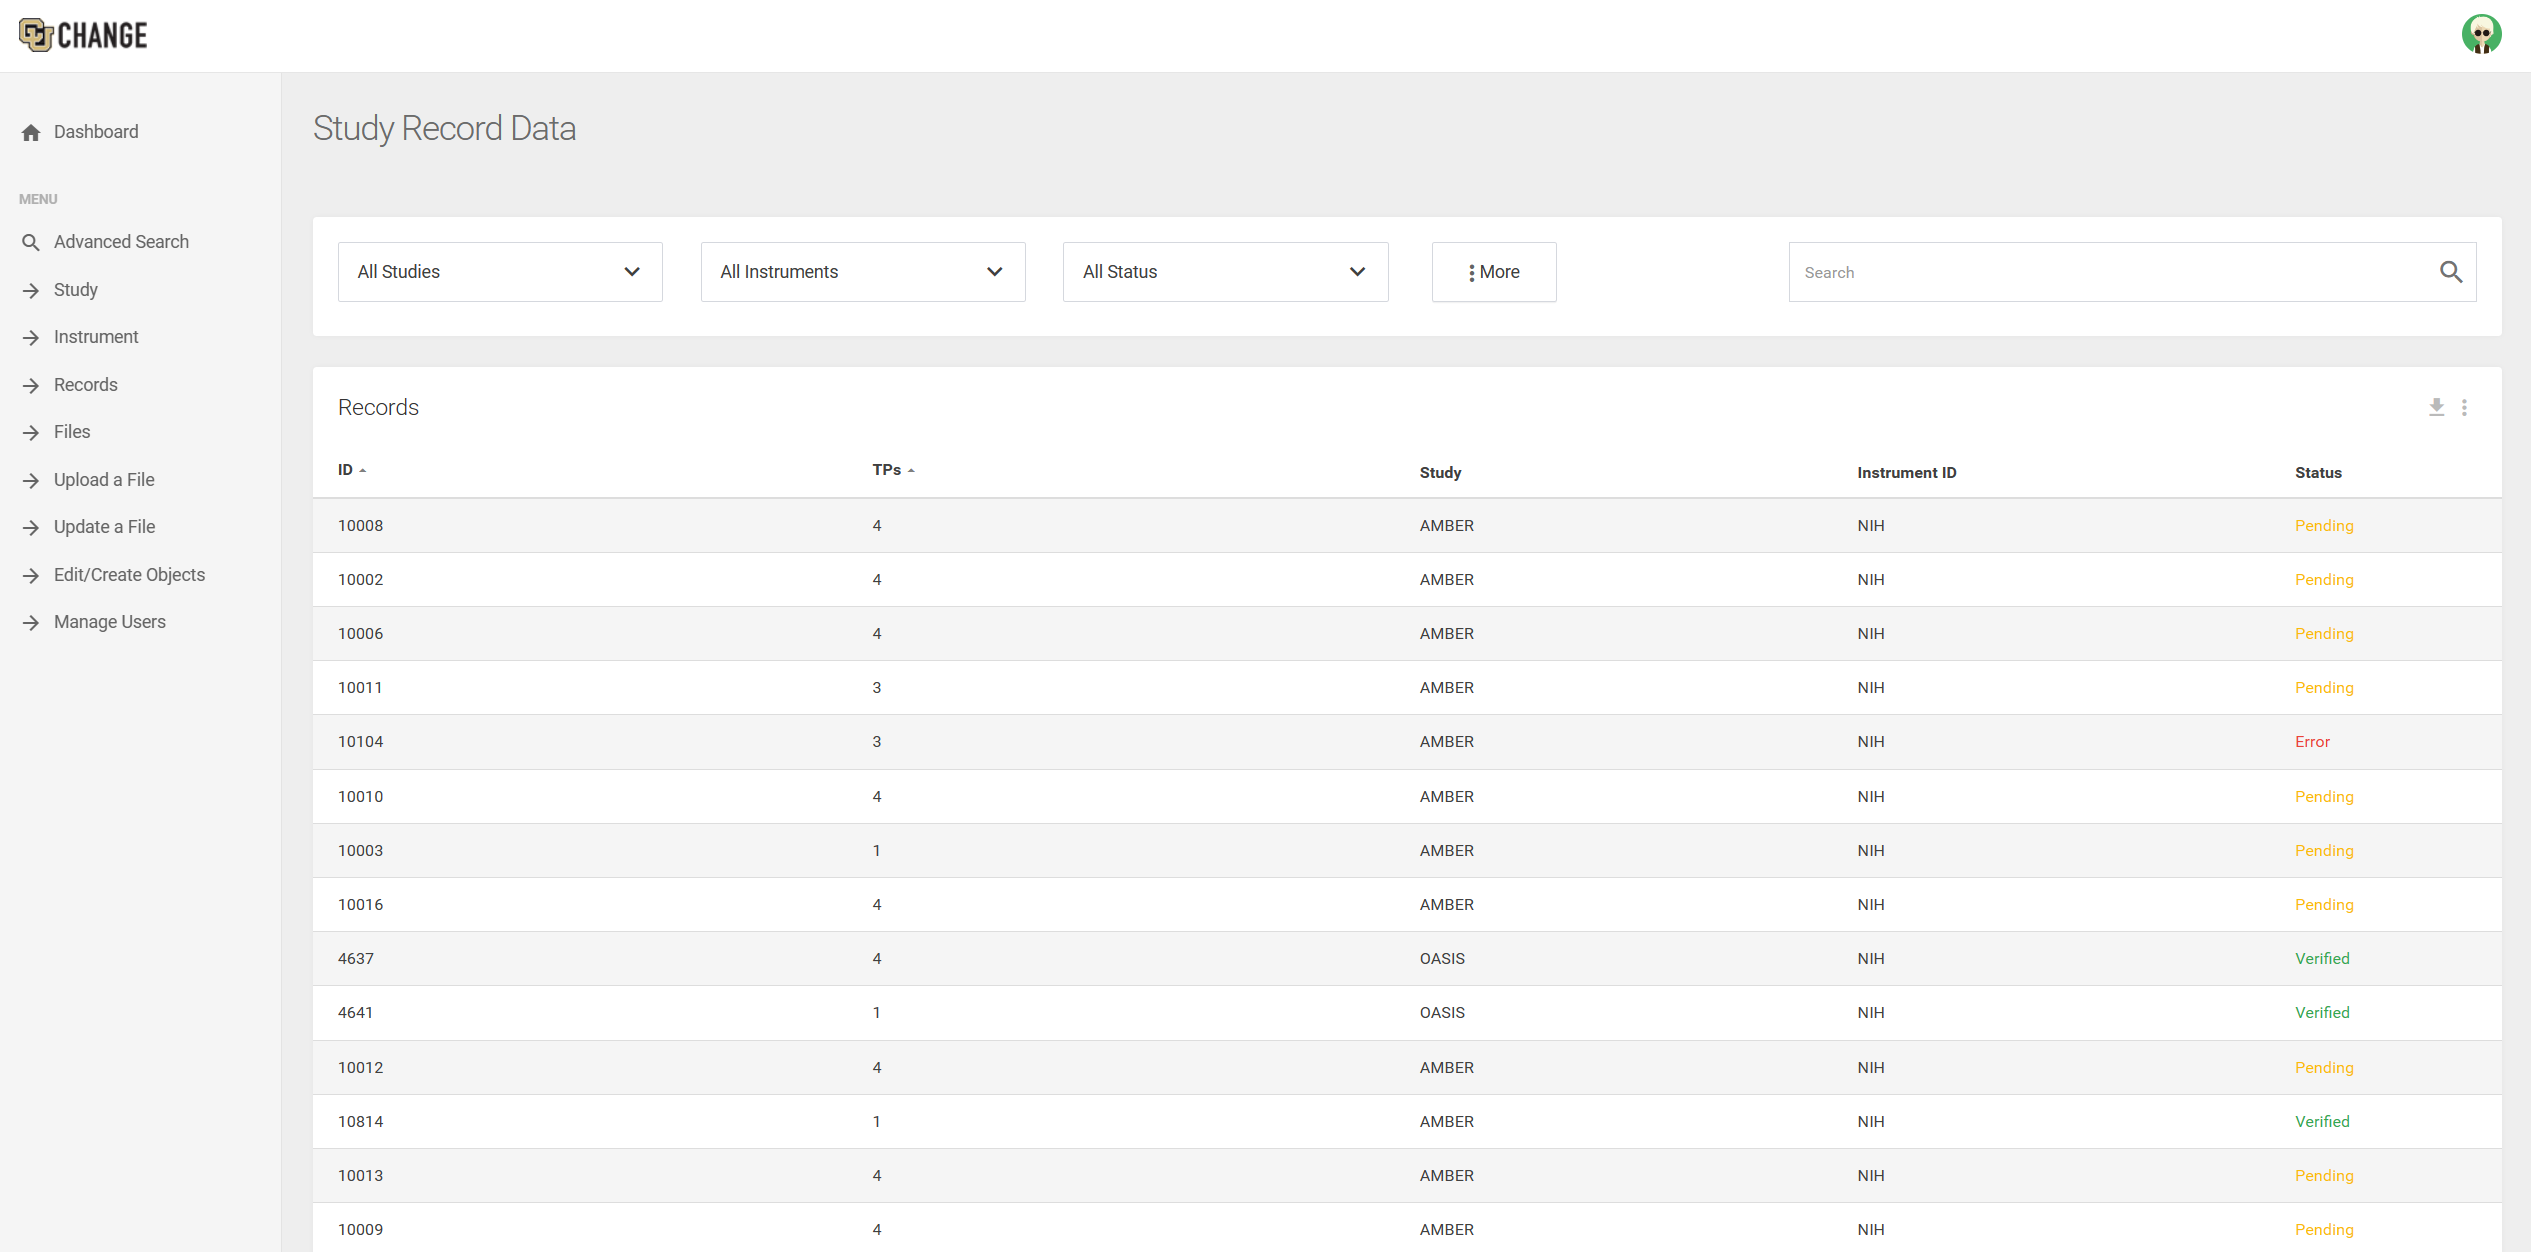 CU CHANGE
Dashboard
MENU
Advanced Search
Study
Instrument
Records
Files
Upload a File
Update a File
Edit/Create Objects
Manage Users
Study Record Data
All Studies All Instruments All Status More Search
Records
ID TPs Study Instrument ID Status
10008 4 AMBER NIH Pending
10002 4 AMBER NIH Pending
10006 4 AMBER NIH Pending
10011 3 AMBER NIH Pending
10104 3 AMBER NIH Error
10010 4 AMBER NIH Pending
10003 1 AMBER NIH Pending
10016 4 AMBER NIH Pending
4637 4 OASIS NIH Verified
4641 1 OASIS NIH Verified
10012 4 AMBER NIH Pending
10814 1 AMBER NIH Verified
10013 4 AMBER NIH Pending
10009 4 AMBER NIH Pending